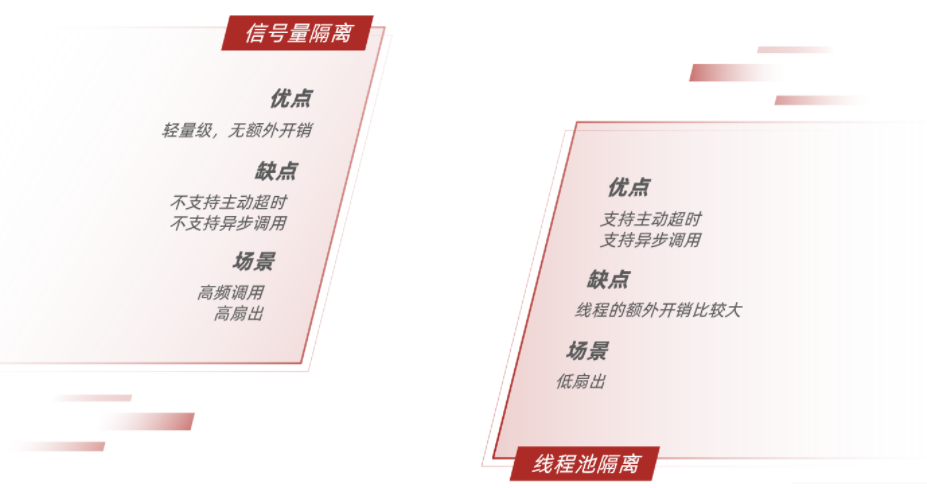 信号量隔离
优点
轻量级，无额外开销
缺点
不支持主动超时
不支持异步调用
场景
高频调用
高扇出
优点
支持主动超时
支持异步调用
缺点
线程的额外开销比较大
场景
低扇出
线程池隔离